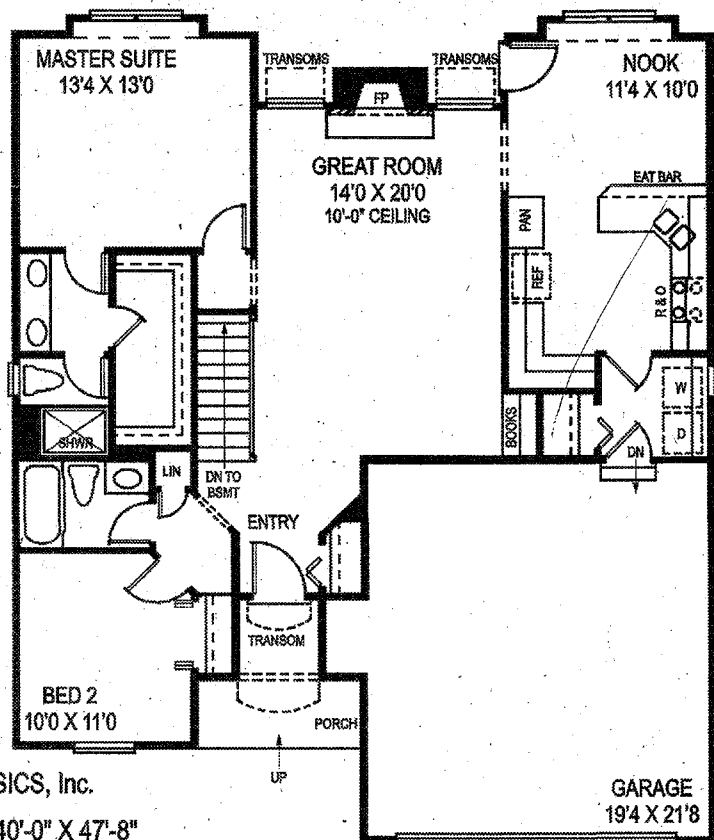 MASTER SUITE
13'4 X 13'0
TRANSOMS
TRANSOMS
NOOK
11'4 X 10'0
FP
GREAT ROOM
14'0 X 20'0
10'-0" CEILING
EAT BAR
PAN
REF
R & O
W
D
DN
BOOKS
SHWR
LIN
DN TO
BSMT
ENTRY
TRANSOM
BED 2
10'0 X 11'0
PORCH
UP
SICS, Inc.
40'-0" X 47'-8"
GARAGE
19'4 X 21'8